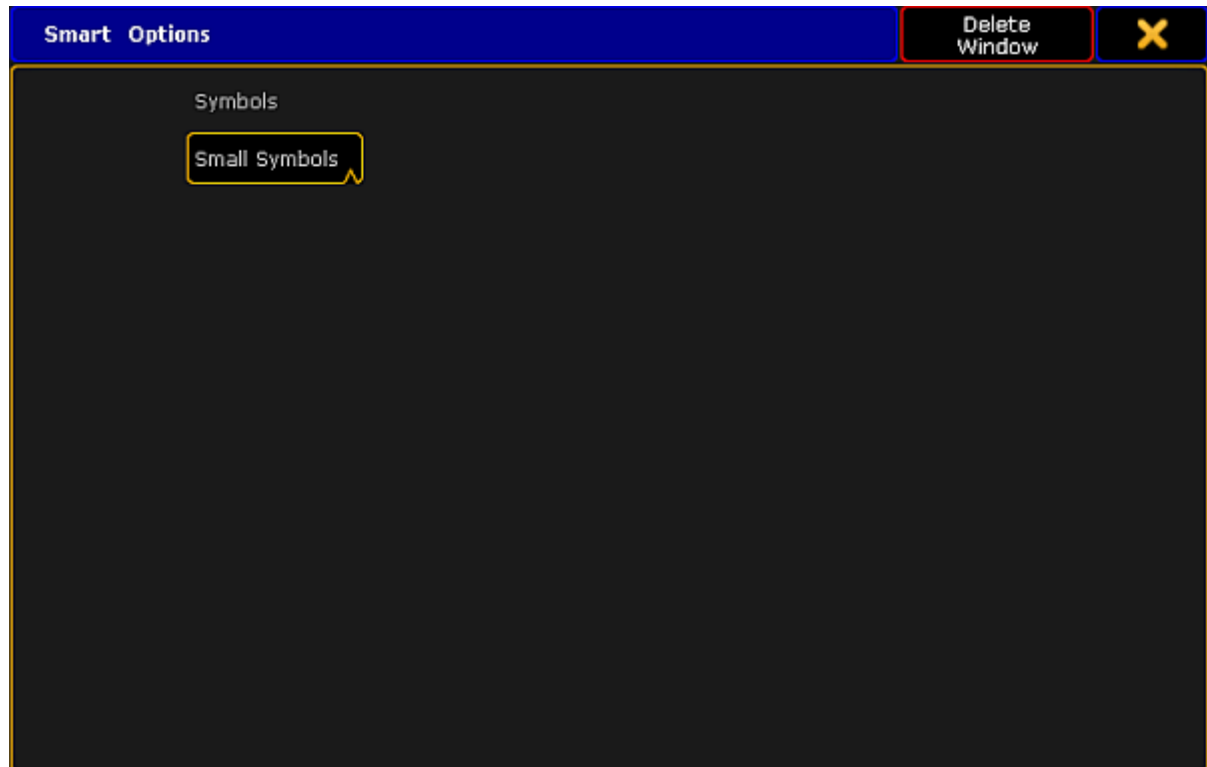 Smart Options
Delete
Window
Symbols
Small Symbols